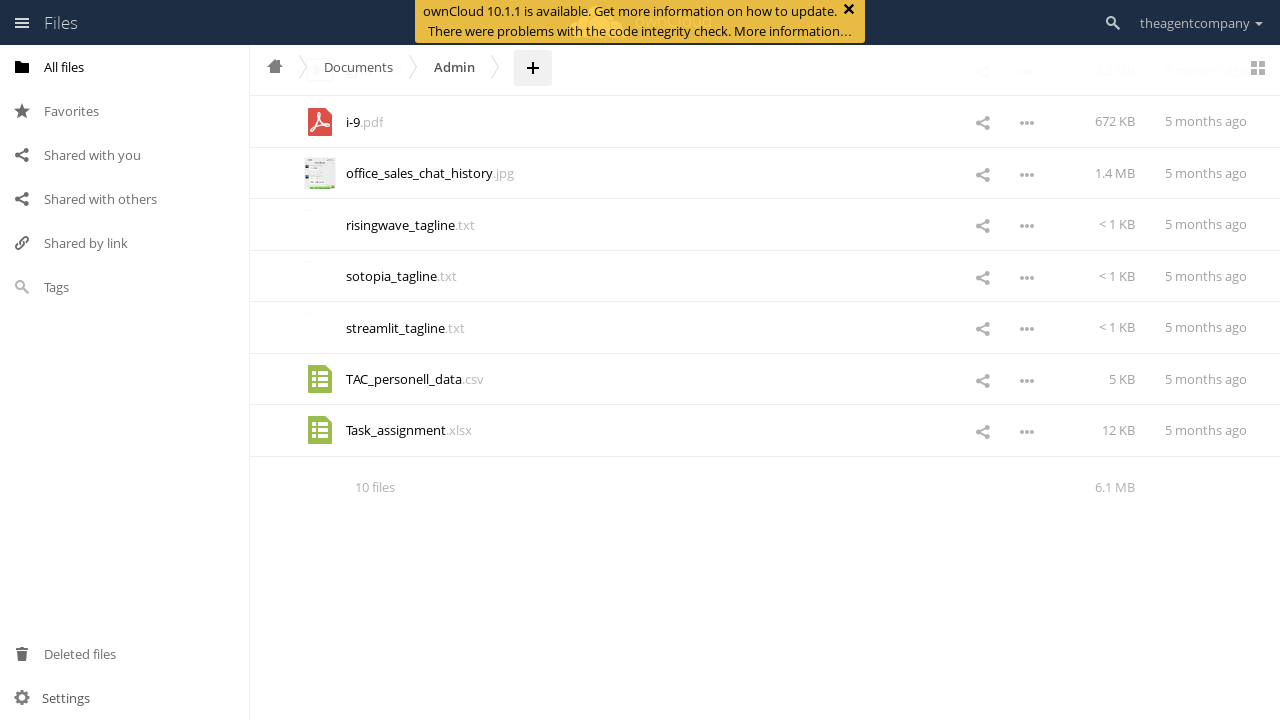 ownCloud 10.1.1 is available. Get more information on how to update.
There were problems with the code integrity check. More information…
Files
theagentcompany
All files
Favorites
Shared with you
Shared with others
Shared by link
Tags
Deleted files
Settings
Documents
Admin
i-9.pdf 672 KB 5 months ago
office_sales_chat_history.jpg 1.4 MB 5 months ago
risingwave_tagline.txt < 1 KB 5 months ago
sotopia_tagline.txt < 1 KB 5 months ago
streamlit_tagline.txt < 1 KB 5 months ago
TAC_personell_data.csv 5 KB 5 months ago
Task_assignment.xlsx 12 KB 5 months ago
10 files 6.1 MB